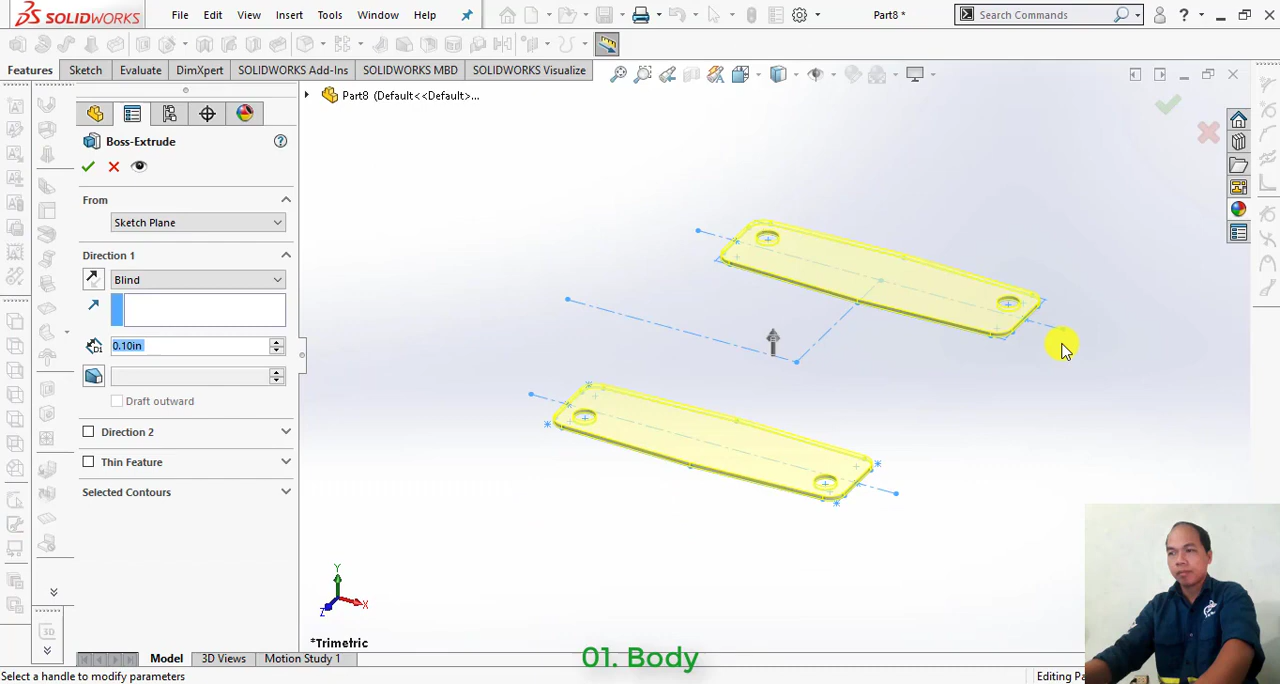 SOLIDWORKS File Edit View Insert Tools Window Help Part8 * Search Commands ?
Features Sketch Evaluate DimXpert SOLIDWORKS Add-Ins SOLIDWORKS MBD SOLIDWORKS Visualize
Part8 (Default<<Default>...
Boss-Extrude
From
Sketch Plane
Direction 1
Blind
0.10in
Draft outward
Direction 2
Thin Feature
Selected Contours
Y
X
Z
*Trimetric
3D
Model 3D Views Motion Study 1
01. Body
Select a handle to modify parameters
Editing Pa